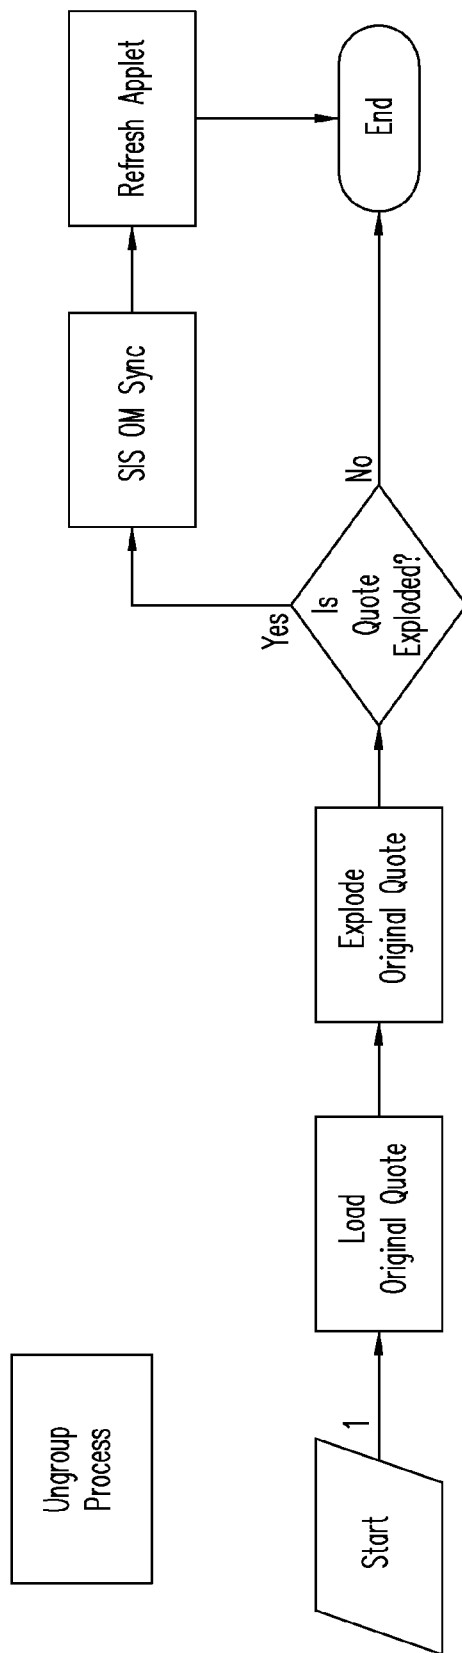 Ungroup
Process
Start
1
Load
Original Quote
Explode
Original Quote
Is
Quote
Exploded?
Yes
No
SIS OM Sync
Refresh Applet
End